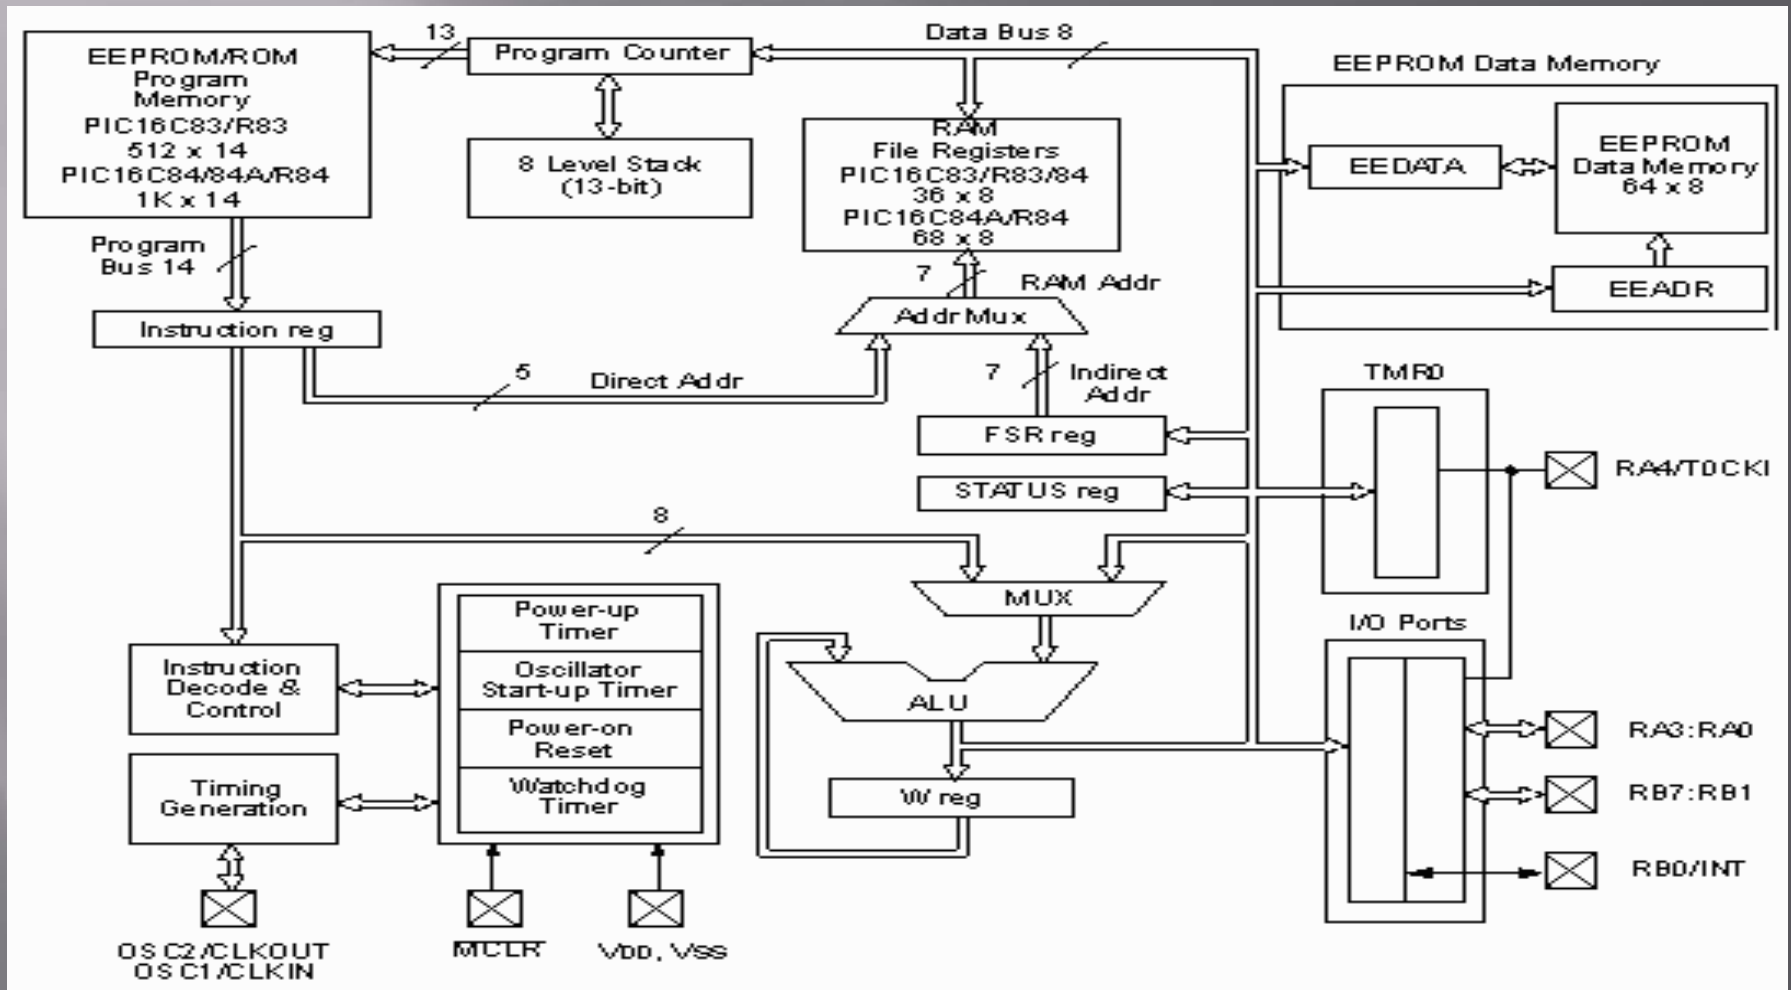 EEPROM/ROM
Program
Memory
PIC16C83/R83
512 x 14
PIC16C84/84A/R84
1K x 14
13
Program Counter
Data Bus 8
8 Level Stack
(13-bit)
RAM
File Registers
PIC16C83/R83/84
36 x 8
PIC16C84A/R84
68 x 8
EEPROM Data Memory
EEDATA
EEPROM
Data Memory
64 x 8
EEADR
Program
Bus 14
7
RAM Addr
Addr Mux
Instruction reg
5
Direct Addr
7
Indirect
Addr
FSR reg
STATUS reg
TMR0
RA4/T0CKI
8
MUX
I/O Ports
Power-up
Timer
Oscillator
Start-up Timer
Power-on
Reset
Watchdog
Timer
Instruction
Decode &
Control
Timing
Generation
ALU
W reg
RA3:RA0
RB7:RB1
RB0/INT
OSC2/CLKOUT
OSC1/CLKIN
MCLR
VDD, VSS